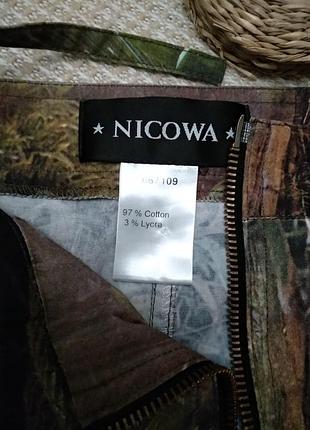 ★ NICOWA ★
667109
97 % Cotton
3 % Lycra